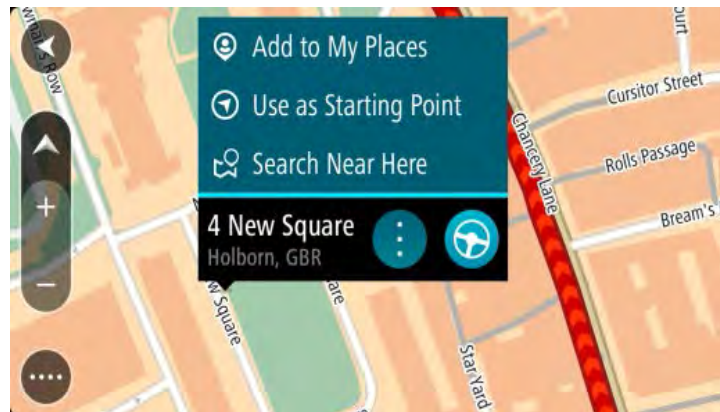 Add to My Places
Use as Starting Point
Search Near Here
4 New Square
Holborn, GBR
Row
Chancery Lane
Cursitor Street
Rolls Passage
Bream's
Star Yard
Square